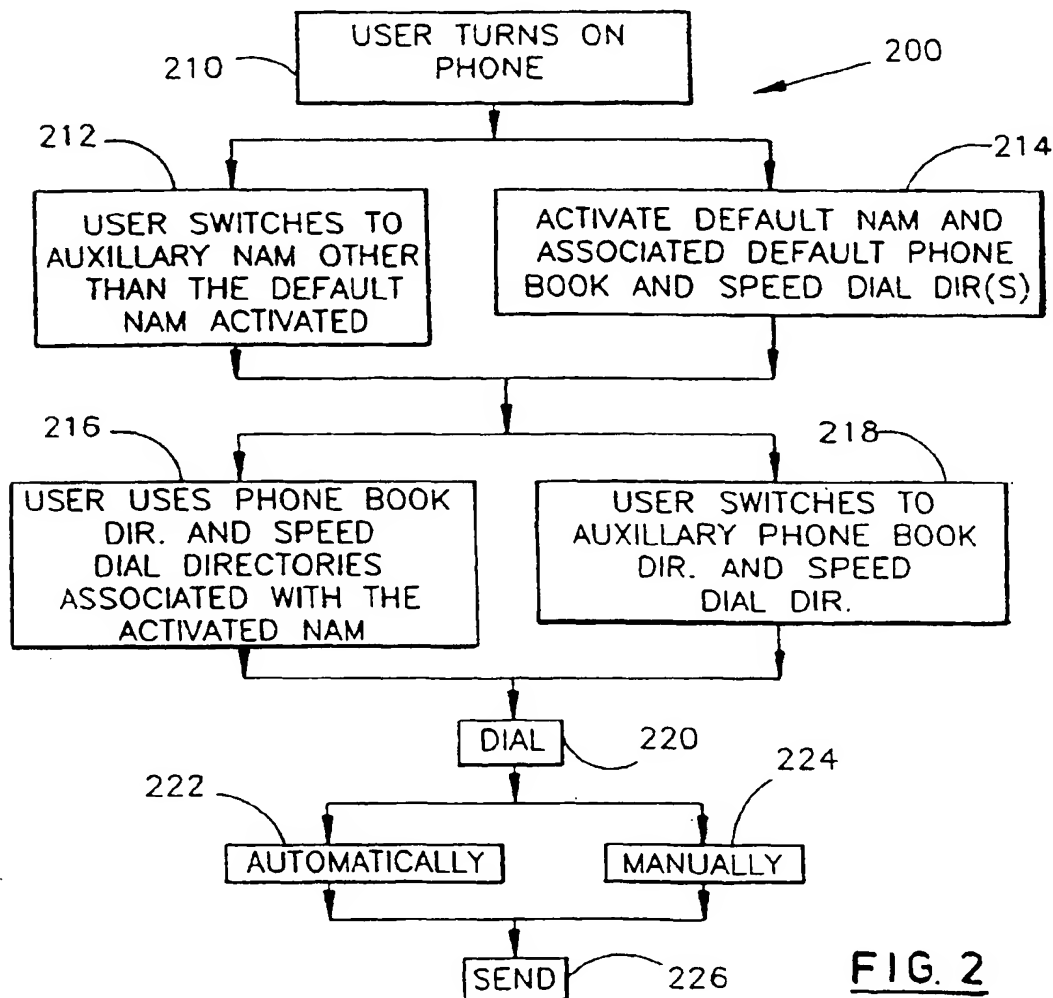 USER TURNS ON
PHONE
210
200
212
214
USER SWITCHES TO
AUXILLARY NAM OTHER
THAN THE DEFAULT
NAM ACTIVATED
ACTIVATE DEFAULT NAM AND
ASSOCIATED DEFAULT PHONE
BOOK AND SPEED DIAL DIR(S)
216
218
USER USES PHONE BOOK
DIR. AND SPEED
DIAL DIRECTORIES
ASSOCIATED WITH THE
ACTIVATED NAM
USER SWITCHES TO
AUXILLARY PHONE BOOK
DIR. AND SPEED
DIAL DIR.
DIAL
220
222
224
AUTOMATICALLY
MANUALLY
SEND
226
FIG. 2